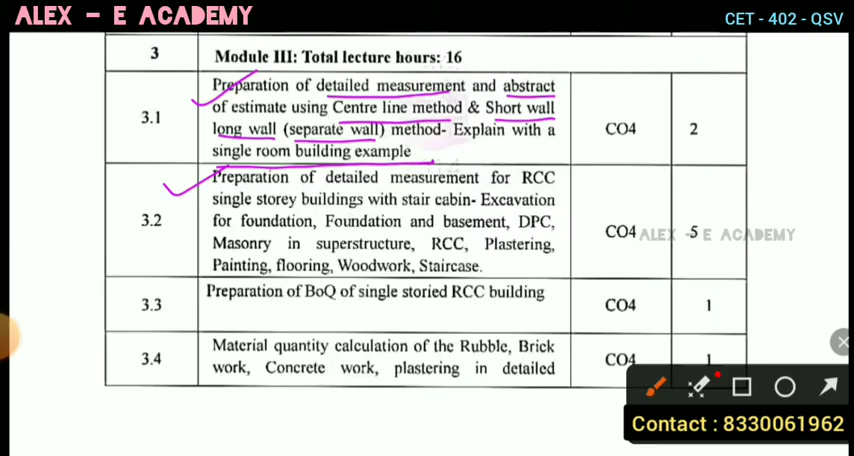 ALEX - E ACADEMY
CET - 402 - QSV
3 Module III: Total lecture hours: 16
3.1 Preparation of detailed measurement and abstract
of estimate using Centre line method & Short wall
long wall (separate wall) method- Explain with a
single room building example
CO4 2
3.2 Preparation of detailed measurement for RCC
single storey buildings with stair cabin- Excavation
for foundation, Foundation and basement, DPC,
Masonry in superstructure, RCC, Plastering,
Painting, flooring, Woodwork, Staircase.
CO4 5
ALEX - E ACADEMY
3.3 Preparation of BoQ of single storied RCC building
CO4 1
3.4 Material quantity calculation of the Rubble, Brick
work, Concrete work, plastering in detailed
CO4 1
Contact : 8330061962